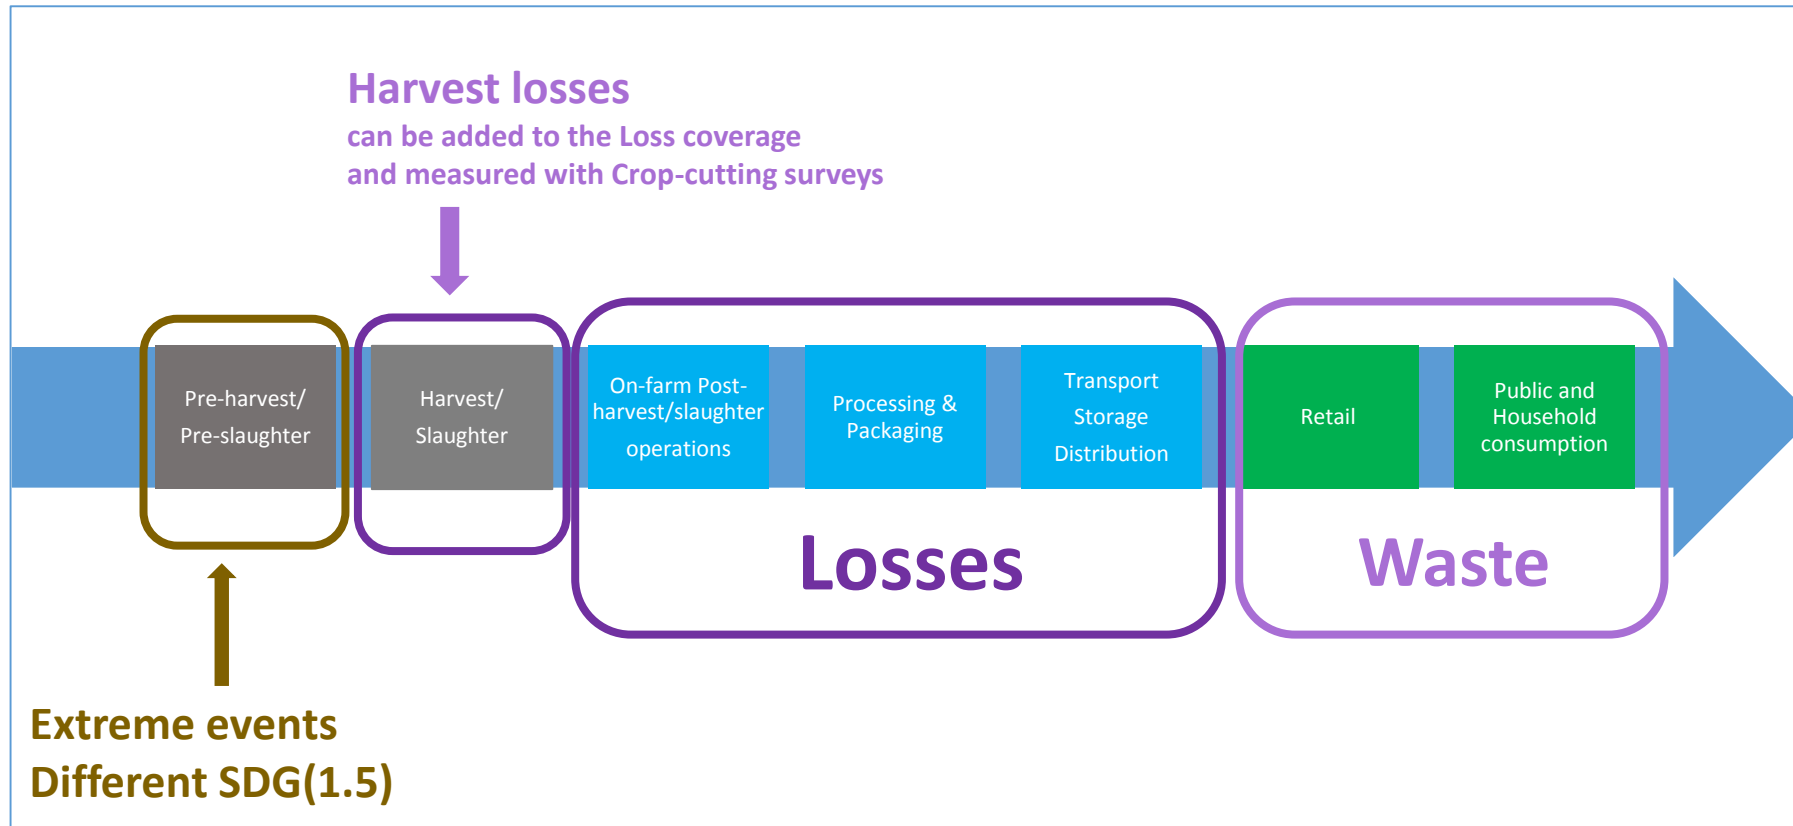 Harvest losses
can be added to the Loss coverage
and measured with Crop-cutting surveys
Pre-harvest/
Pre-slaughter
Harvest/
Slaughter
On-farm Post-
harvest/slaughter
operations
Processing &
Packaging
Transport
Storage
Distribution
Retail
Public and
Household
consumption
Losses
Waste
Extreme events
Different SDG(1.5)